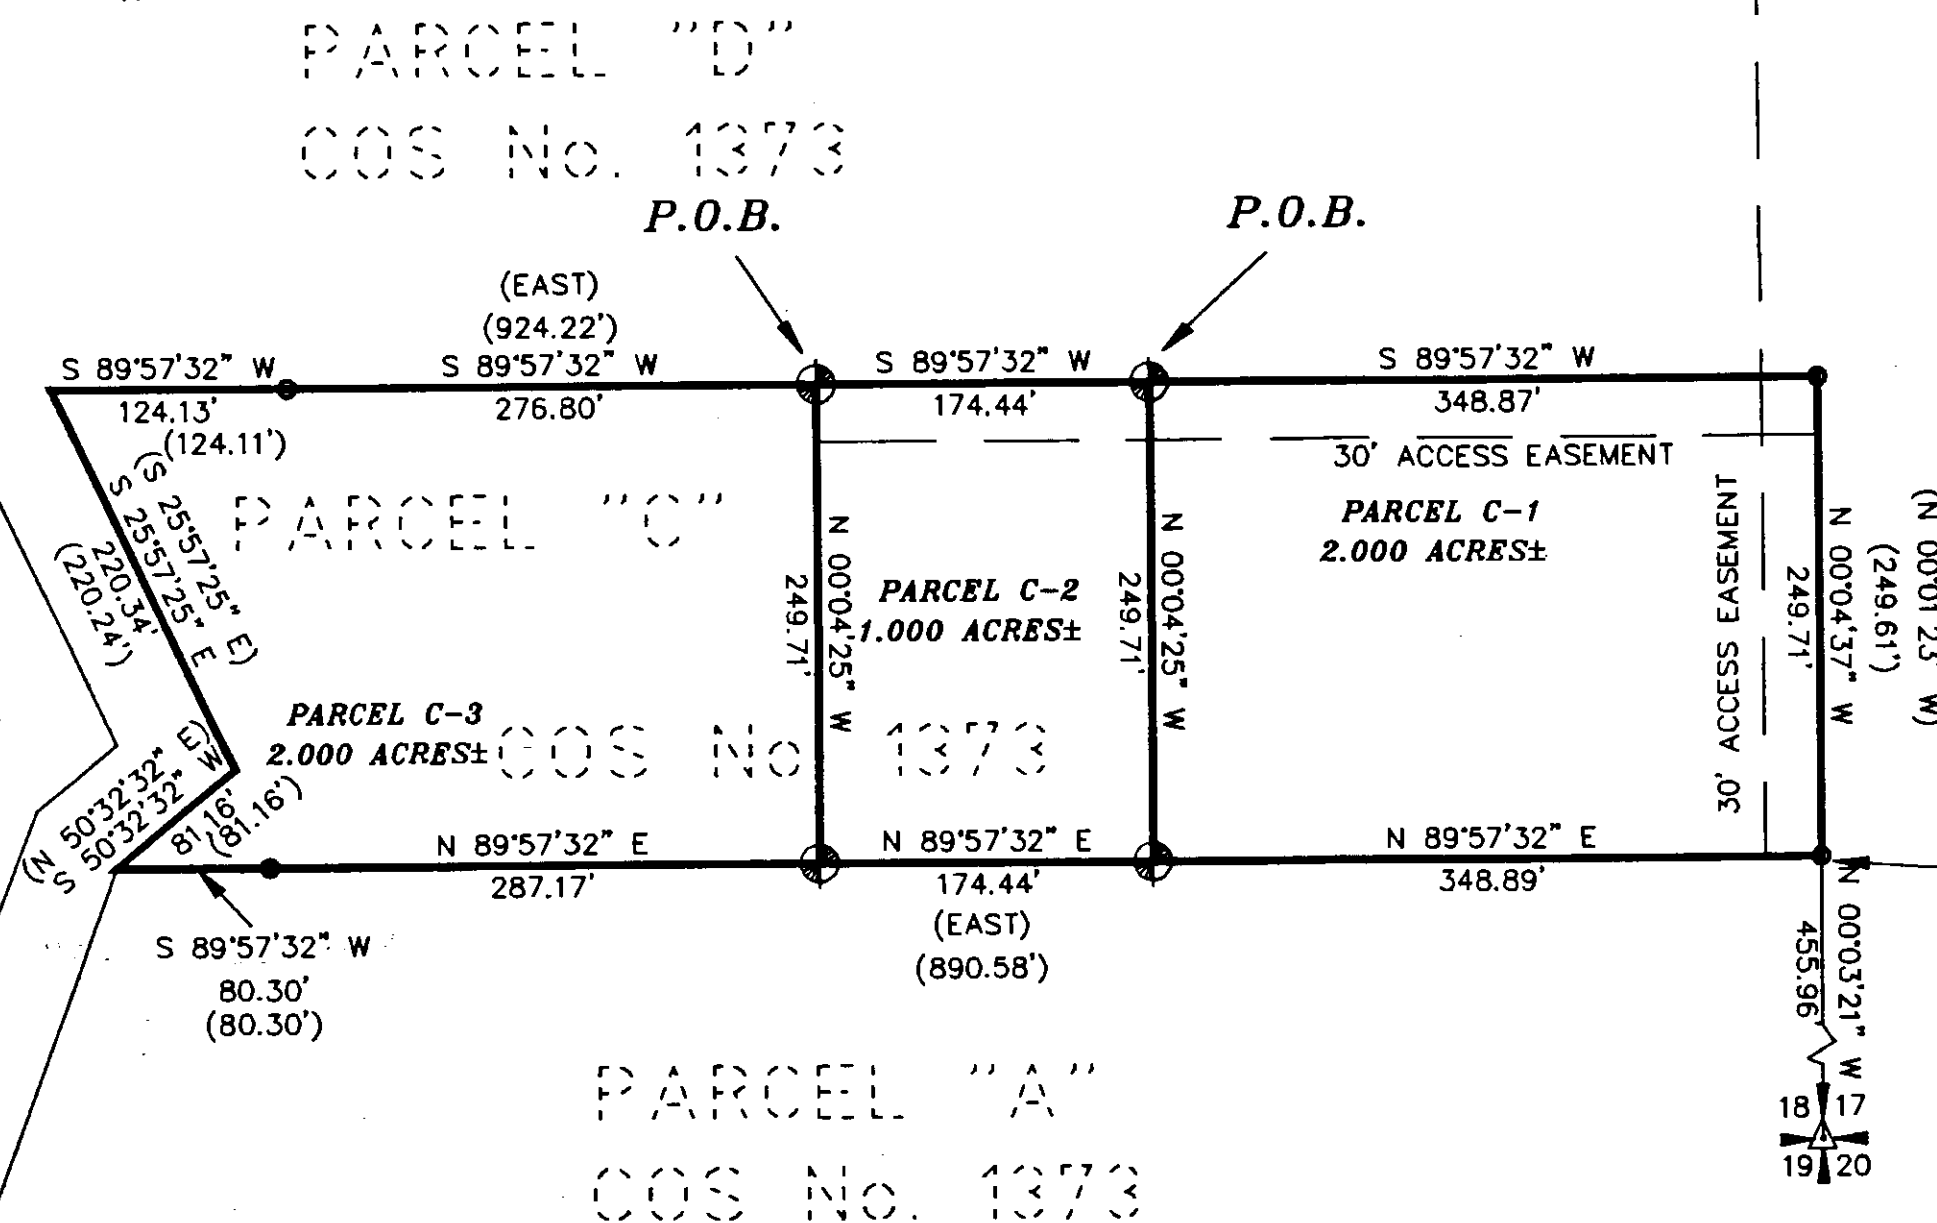 PARCEL "D"
COS No. 1373
P.O.B.
P.O.B.
(EAST)
(924.22')
S 89°57'32" W
124.13'
(124.11')
S 89°57'32" W
276.80'
S 89°57'32" W
174.44'
S 89°57'32" W
348.87'
30' ACCESS EASEMENT
(S 25°57'25" E)
S 25°57'25" E
220.34'
(220.24')
PARCEL "C"
COS No 1373
N 00°04'25" W
249.71'
PARCEL C-2
1.000 ACRES±
N 00°04'25" W
249.71'
PARCEL C-1
2.000 ACRES±
30' ACCESS EASEMENT
249.71'
N 00°04'37" W
(249.61')
(N 00°01'23" W)
PARCEL C-3
2.000 ACRES±
(N 50°32'32" E)
S 50°32'32" W
81.16'
(81.16')
N 89°57'32" E
287.17'
N 89°57'32" E
174.44'
(EAST)
(890.58')
N 89°57'32" E
348.89'
S 89°57'32" W
80.30'
(80.30')
N 00°03'21" W
455.96'
18 17
19 20
PARCEL "A"
COS No. 1373